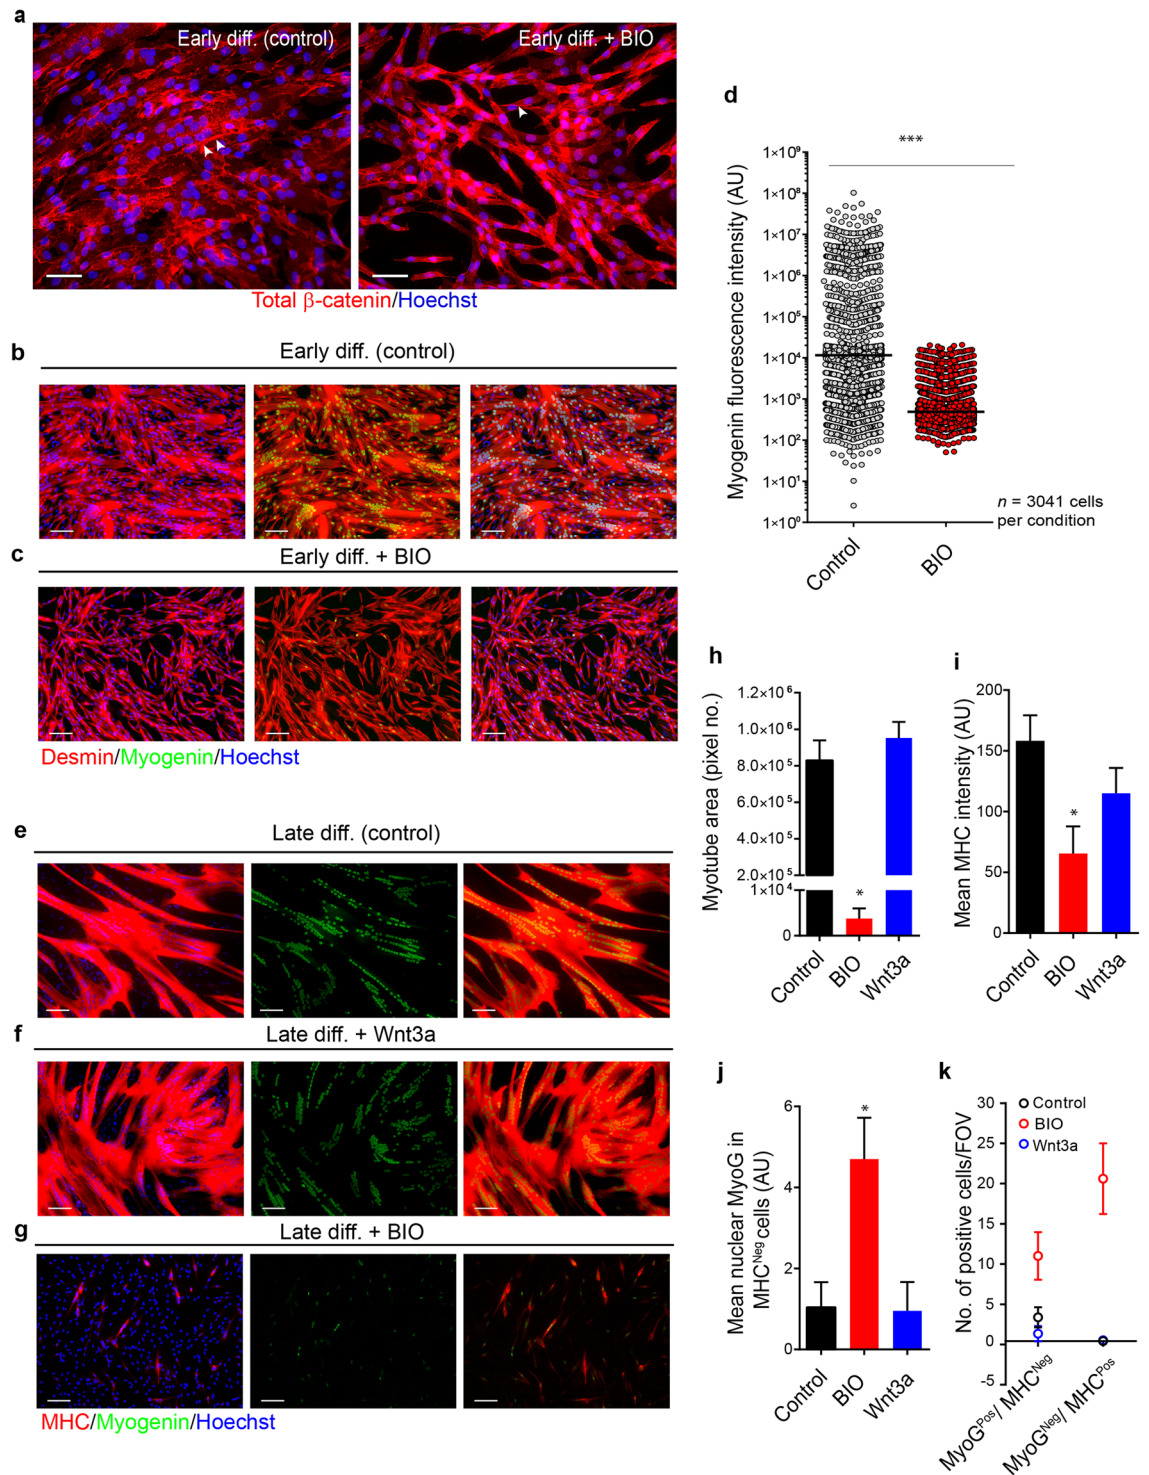 a
Early diff. (control)
Early diff. + BIO
Total β-catenin/Hoechst
b
Early diff. (control)
c
Early diff. + BIO
Desmin/Myogenin/Hoechst
d
***
Myogenin fluorescence intensity (AU)
1×10⁹
1×10⁸
1×10⁷
1×10⁶
1×10⁵
1×10⁴
1×10³
1×10²
1×10¹
1×10⁰
n = 3041 cells
per condition
Control
BIO
e
Late diff. (control)
f
Late diff. + Wnt3a
g
Late diff. + BIO
MHC/Myogenin/Hoechst
h
Myotube area (pixel no.)
1.2×10⁶
1.0×10⁶
8.0×10⁵
6.0×10⁵
4.0×10⁵
2.0×10⁵
1×10⁴
0
*
Control
BIO
Wnt3a
i
Mean MHC intensity (AU)
200
150
100
50
0
*
Control
BIO
Wnt3a
j
Mean nuclear MyoG in
MHCᴺᵉᵍ cells (AU)
6
4
2
0
*
Control
BIO
Wnt3a
k
No. of positive cells/FOV
30
25
20
15
10
5
0
-5
Control
BIO
Wnt3a
MyoGᴾᵒˢ/ MHCᴺᵉᵍ
MyoGᴺᵉᵍ/ MHCᴾᵒˢ